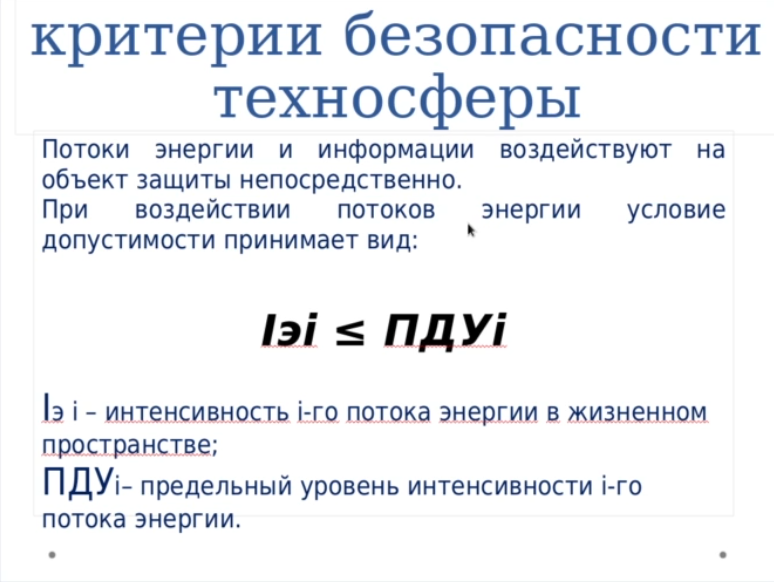 критерии безопасности
техносферы
Потоки энергии и информации воздействуют на
объект защиты непосредственно.
При воздействии потоков энергии условие
допустимости принимает вид:
Iэi ≤ ПДУi
Iэ i – интенсивность i-го потока энергии в жизненном
пространстве;
ПДУi– предельный уровень интенсивности i-го
потока энергии.